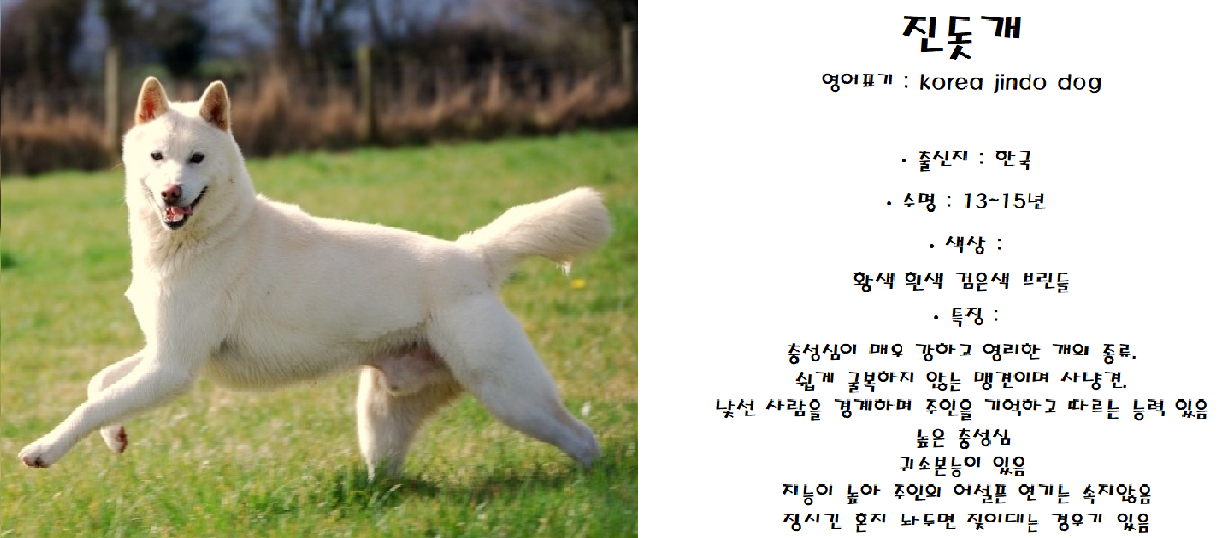 진돗개
영어표기 : korea jindo dog
· 출신지 : 한국
· 수명 : 13~15년
· 색상 :
황색 흰색 검은색 브린들
· 특징 :
충성심이 매우 강하고 영리한 개의 종류.
쉽게 굴복하지 않는 맹견이며 사냥견.
낯선 사람을 경계하며 주인을 기억하고 따르는 능력 있음
높은 충성심
귀소본능이 있음
지능이 높아 주인의 어설픈 연기는 속지않음
장시간 혼자 놔두면 짖어대는 경우가 있음